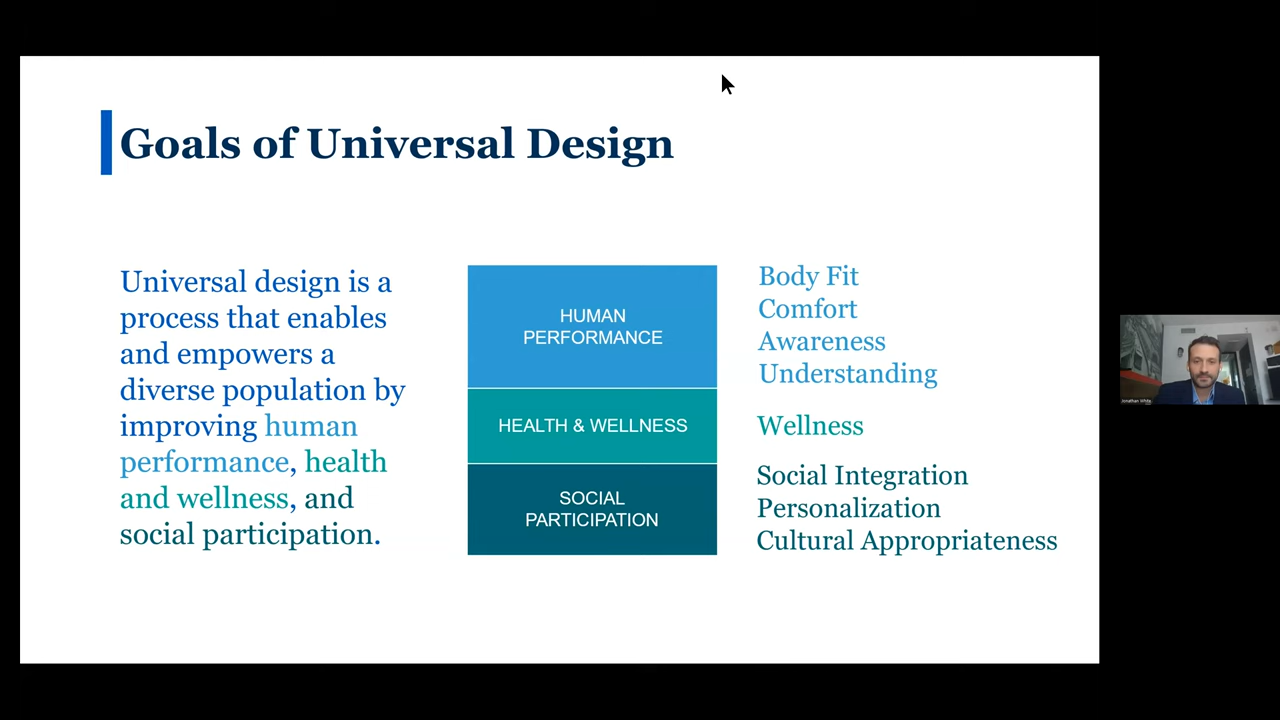 Goals of Universal Design
Universal design is a
process that enables
and empowers a
diverse population by
improving human
performance, health
and wellness, and
social participation.
HUMAN
PERFORMANCE
HEALTH & WELLNESS
SOCIAL
PARTICIPATION
Body Fit
Comfort
Awareness
Understanding
Wellness
Social Integration
Personalization
Cultural Appropriateness
Jonathan White